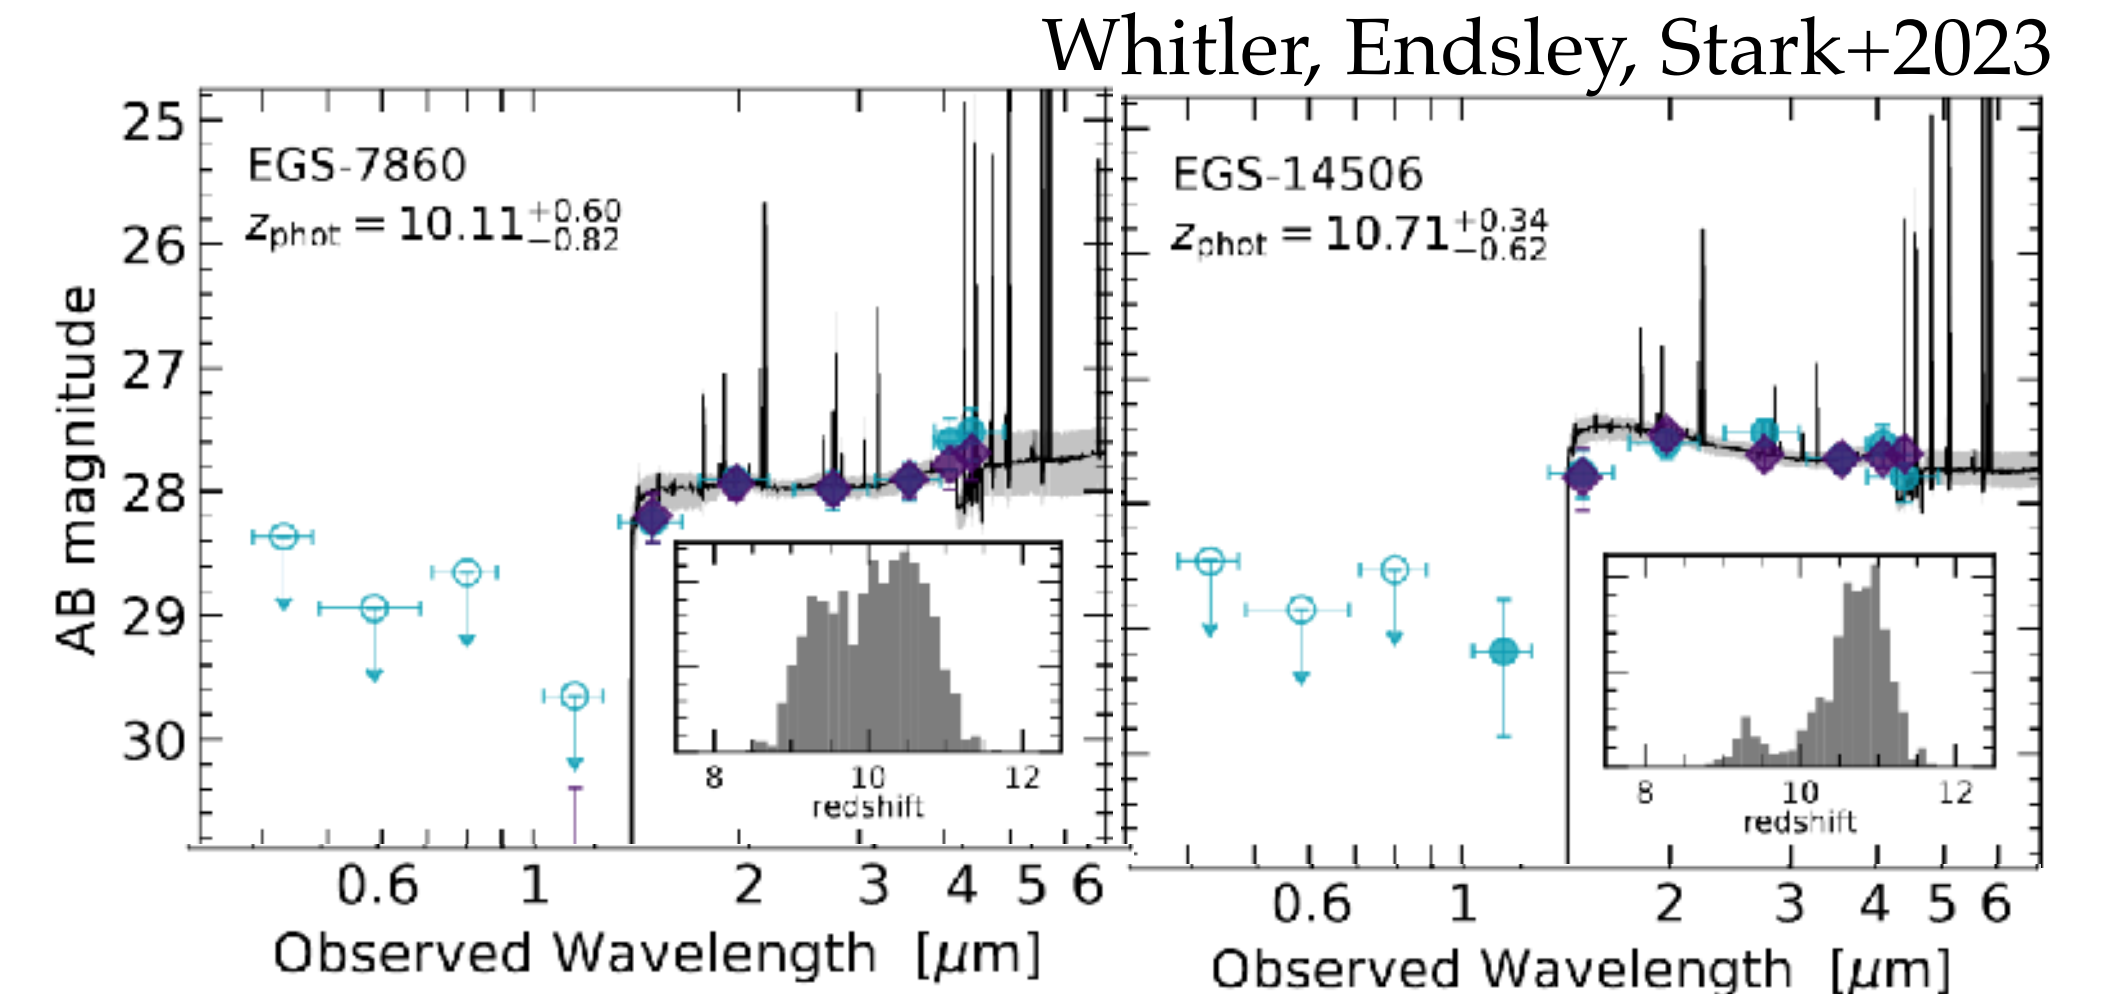 Whitler, Endsley, Stark+2023
EGS-7860
z_phot = 10.11 +0.60 −0.82
25
26
27
28
29
30
AB magnitude
8 10 12
redshift
0.6 1 2 3 4 5 6
Observed Wavelength [μm]
EGS-14506
z_phot = 10.71 +0.34 −0.62
8 10 12
redshift
0.6 1 2 3 4 5 6
Observed Wavelength [μm]